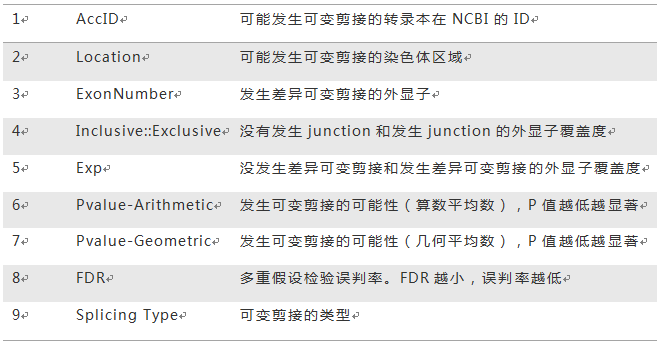 1 AccID 可能发生可变剪接的转录本在 NCBI 的 ID
2 Location 可能发生可变剪接的染色体区域
3 ExonNumber 发生差异可变剪接的外显子
4 Inclusive::Exclusive 没有发生 junction 和发生 junction 的外显子覆盖度
5 Exp 没发生差异可变剪接和发生差异可变剪接的外显子覆盖度
6 Pvalue-Arithmetic 发生可变剪接的可能性（算数平均数），P 值越低越显著
7 Pvalue-Geometric 发生可变剪接的可能性（几何平均数），P 值越低越显著
8 FDR 多重假设检验误判率。FDR 越小，误判率越低
9 Splicing Type 可变剪接的类型